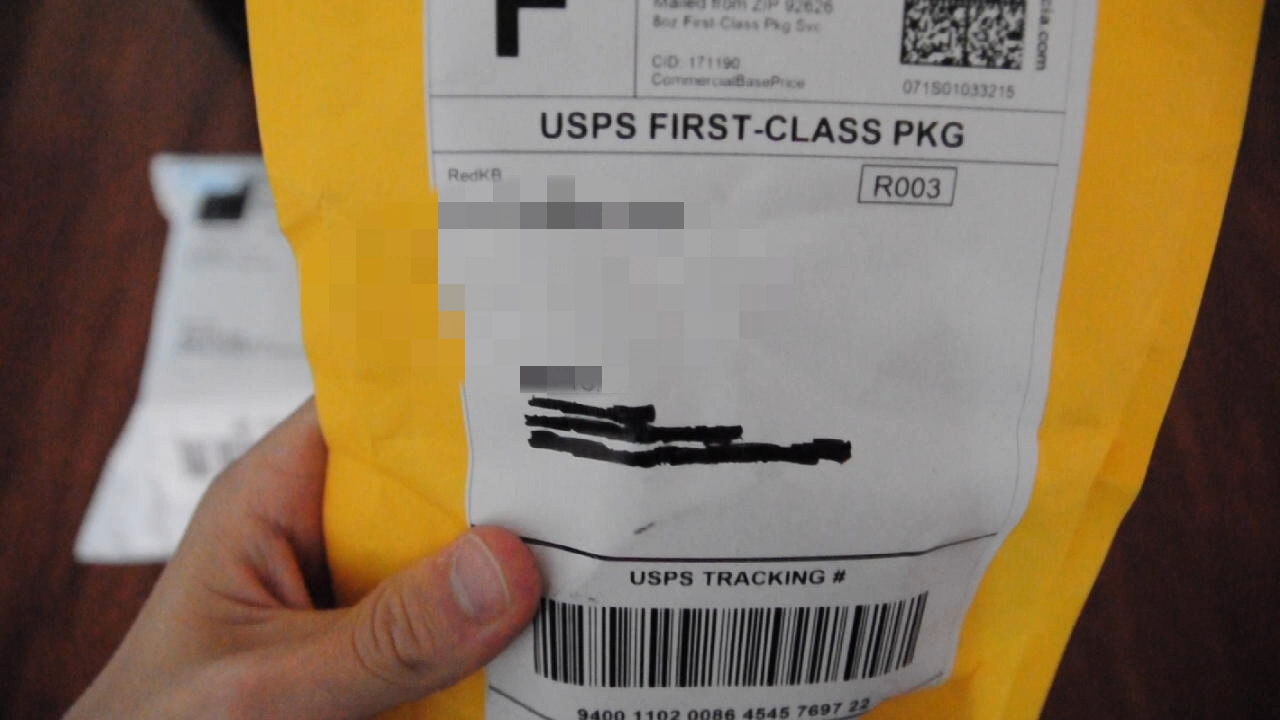 F
Mailed from ZIP 92626
8oz First-Class Pkg Svc
CID: 171190
CommercialBasePrice
071S01033215
USPS FIRST-CLASS PKG
RedKB
R003
USPS TRACKING #
9400 1102 0086 4545 7697 22